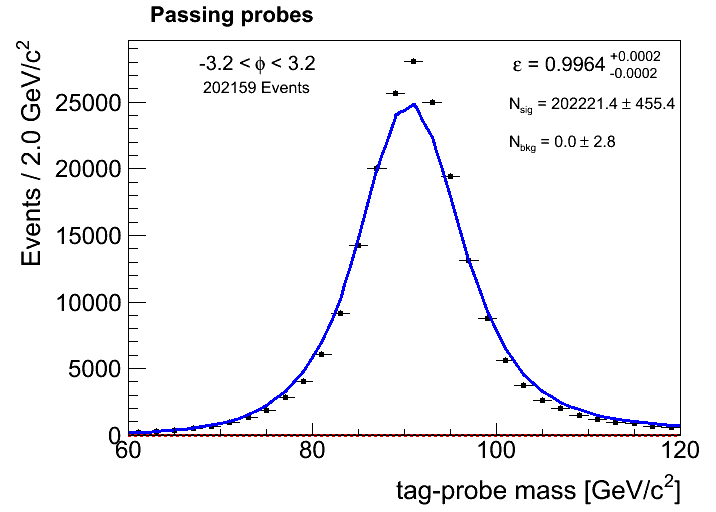 Passing probes
-3.2 < ϕ < 3.2
202159 Events
ε = 0.9964 +0.0002 -0.0002
Nsig = 202221.4 ± 455.4
Nbkg = 0.0 ± 2.8
Events / 2.0 GeV/c²
25000
20000
15000
10000
5000
0
60 80 100 120
tag-probe mass [GeV/c²]